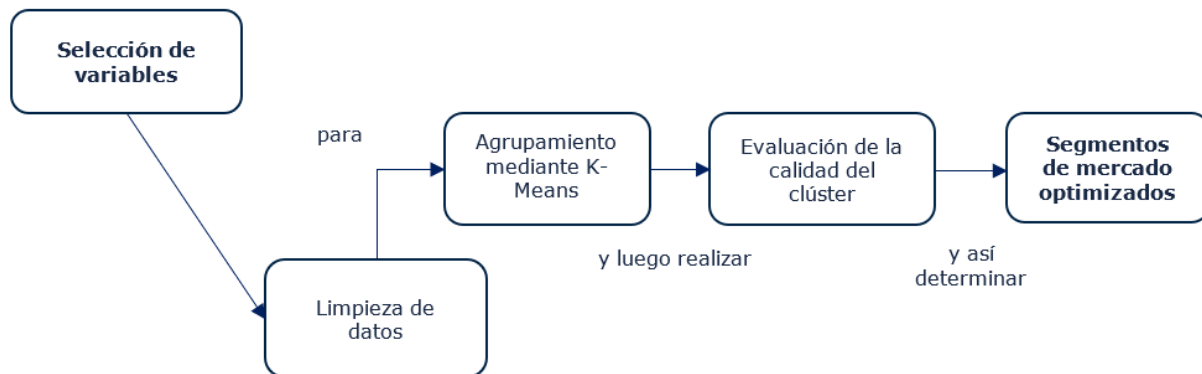 Selección de
variables
para
Agrupamiento
mediante K-
Means
Evaluación de la
calidad del
clúster
Segmentos
de mercado
optimizados
y luego realizar
y así
determinar
Limpieza de
datos